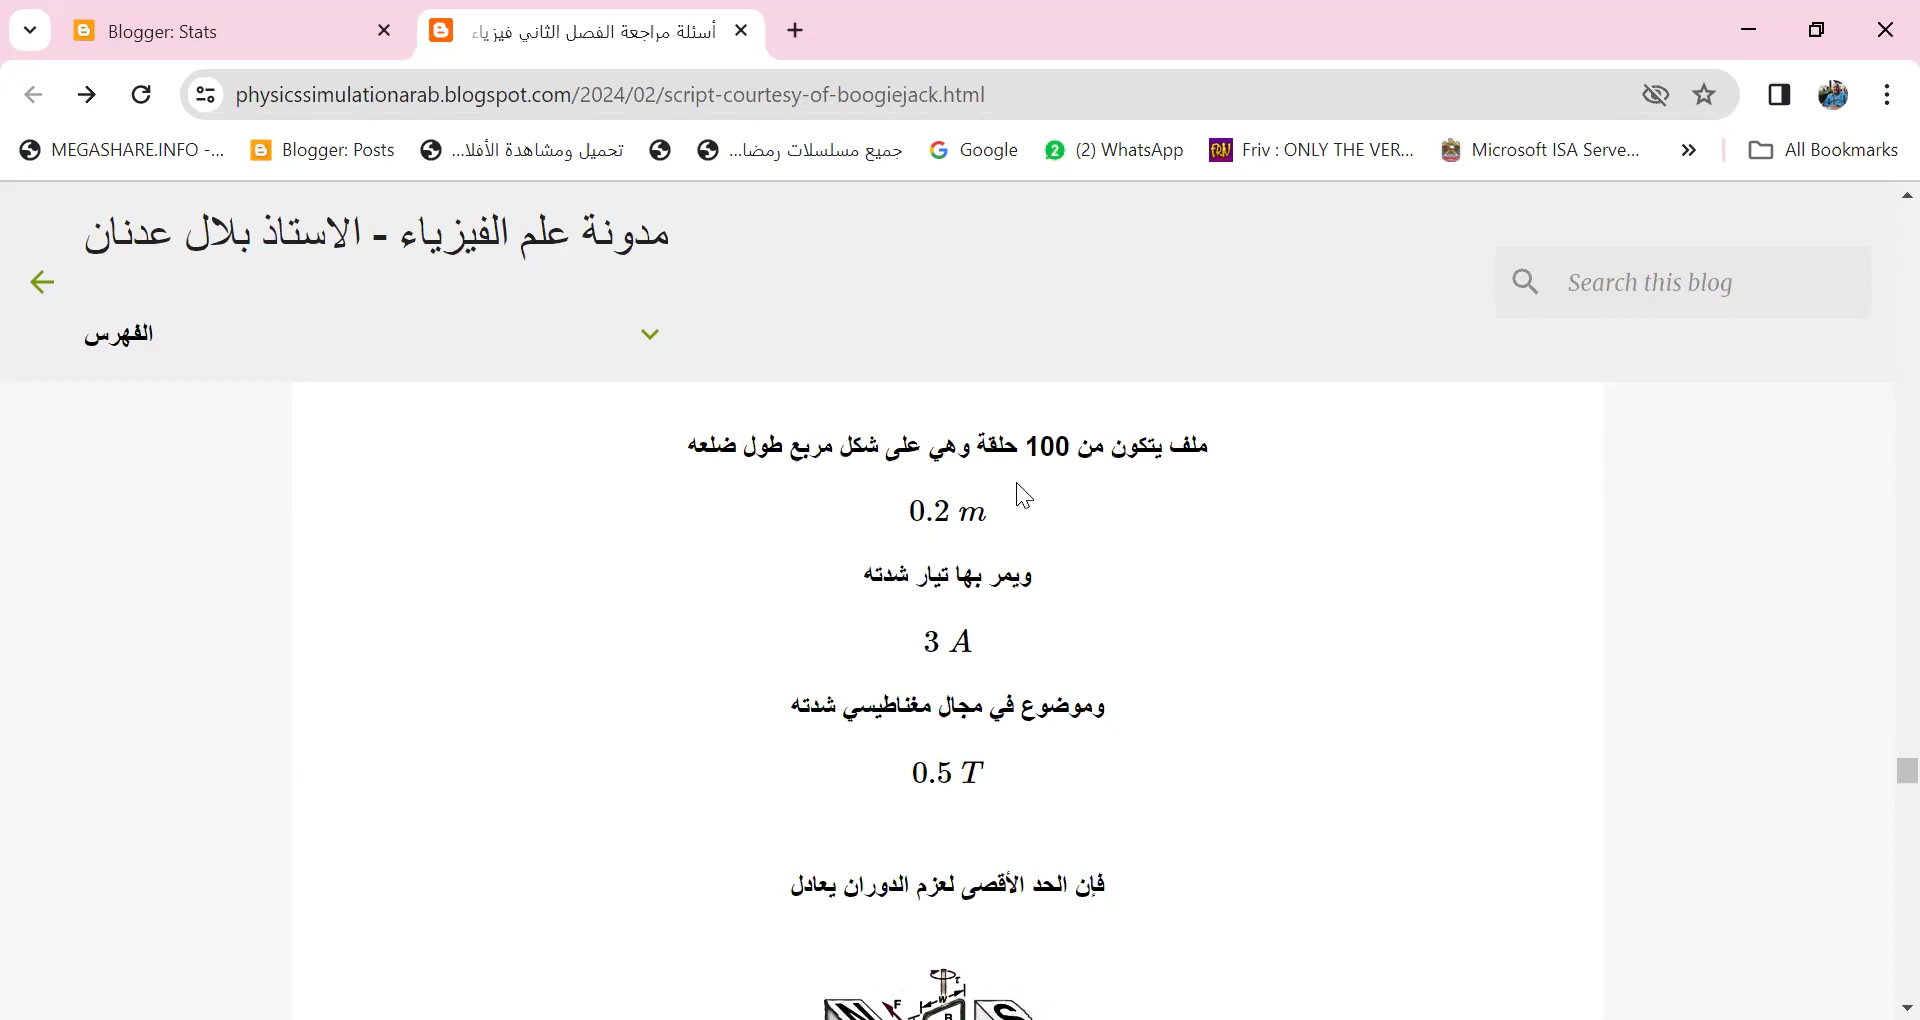 Blogger: Stats
أسئلة مراجعة الفصل الثاني فيزياء
physicssimulationarab.blogspot.com/2024/02/script-courtesy-of-boogiejack.html
MEGASHARE.INFO -...
Blogger: Posts
تحميل ومشاهدة الأفلا...
جميع مسلسلات رمضا...
Google
(2) WhatsApp
Friv : ONLY THE VER...
Microsoft ISA Serve...
All Bookmarks
مدونة علم الفيزياء - الاستاذ بلال عدنان
Search this blog
الفهرس
ملف يتكون من 100 حلقة وهي على شكل مربع طول ضلعه
0.2 m
ويمر بها تيار شدته
3 A
وموضوع في مجال مغناطيسي شدته
0.5 T
فإن الحد الأقصى لعزم الدوران يعادل
N
F
W
B
S